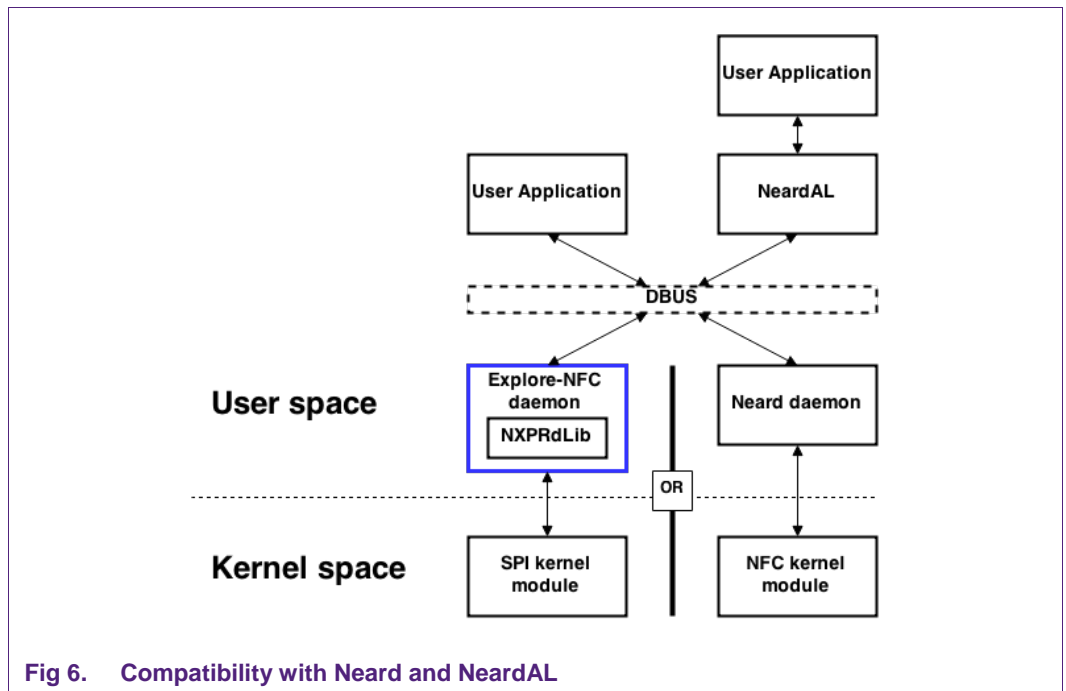 User Application
User Application
NeardAL
DBUS
User space
Explore-NFC
daemon
NXPRdLib
Neard daemon
OR
Kernel space
SPI kernel
module
NFC kernel
module
Fig 6. Compatibility with Neard and NeardAL